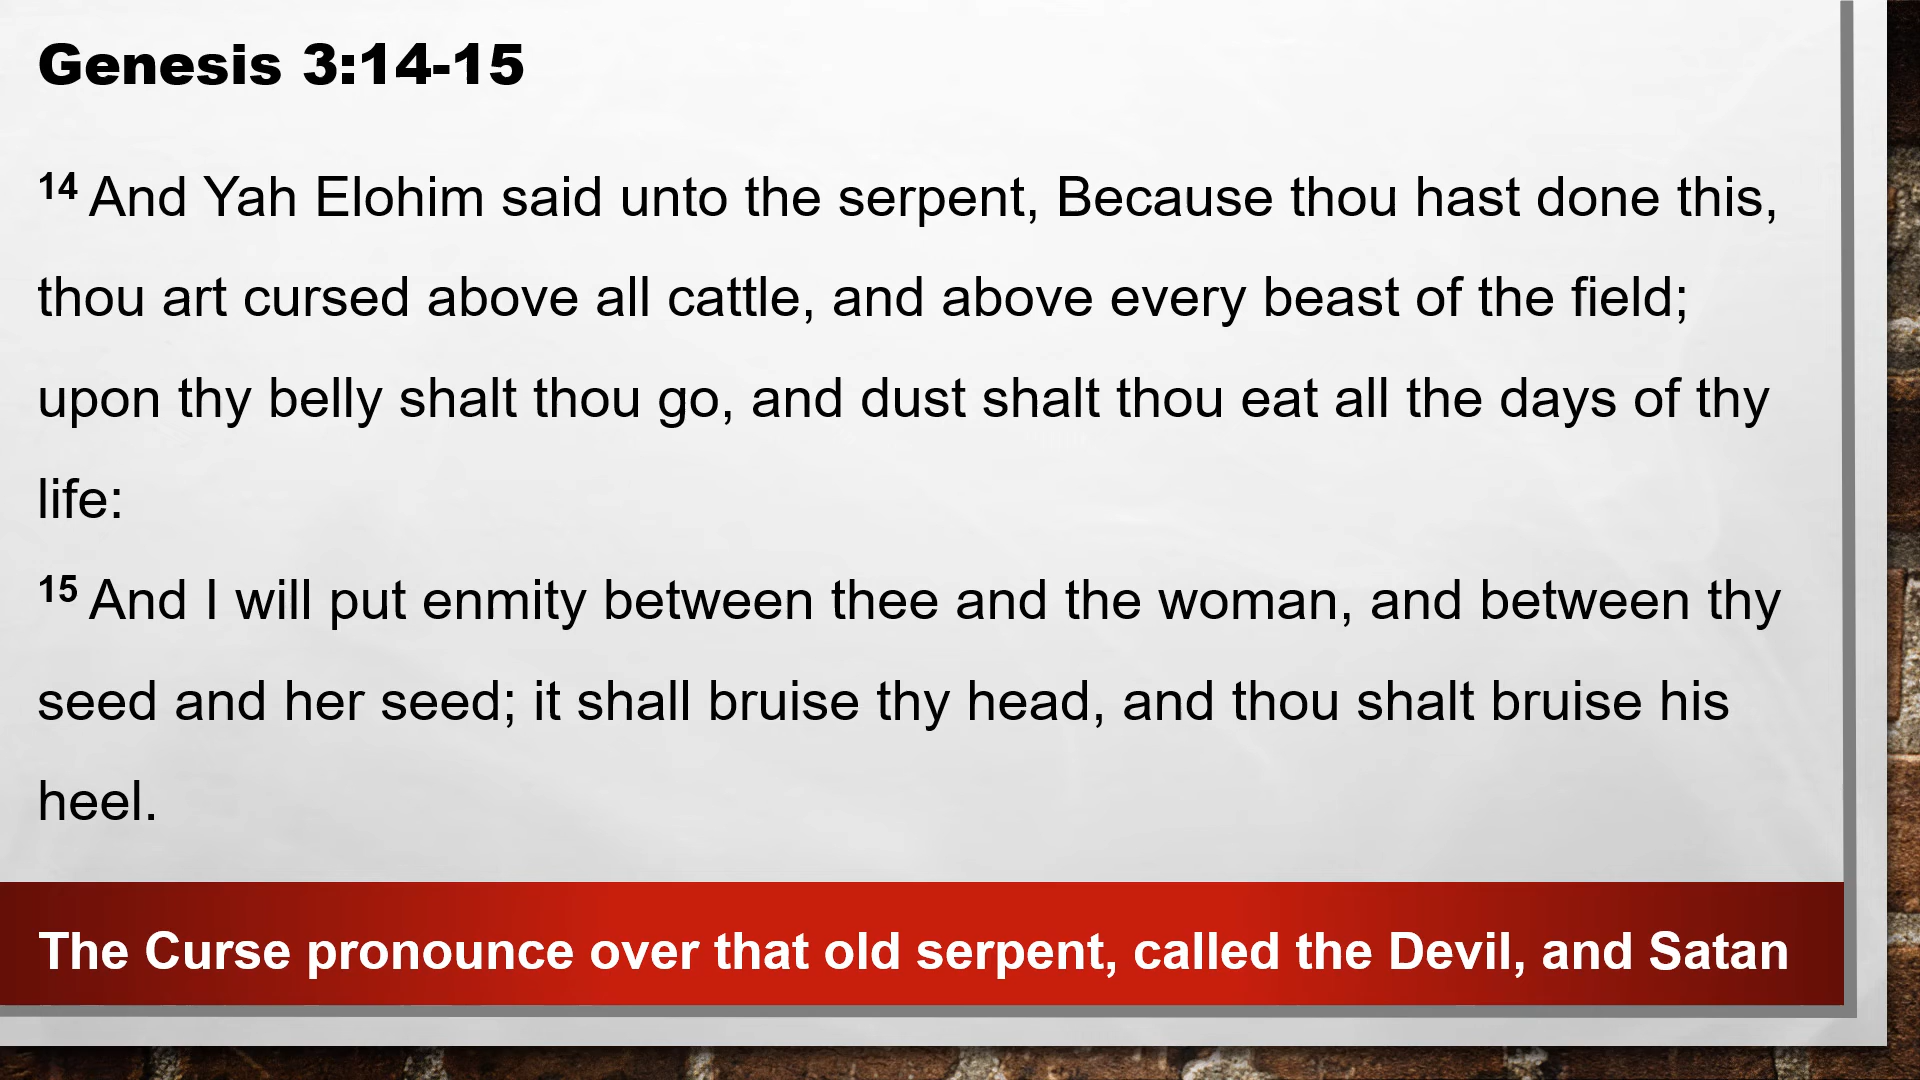 Genesis 3:14-15
14 And Yah Elohim said unto the serpent, Because thou hast done this,
thou art cursed above all cattle, and above every beast of the field;
upon thy belly shalt thou go, and dust shalt thou eat all the days of thy
life:
15 And I will put enmity between thee and the woman, and between thy
seed and her seed; it shall bruise thy head, and thou shalt bruise his
heel.
The Curse pronounce over that old serpent, called the Devil, and Satan